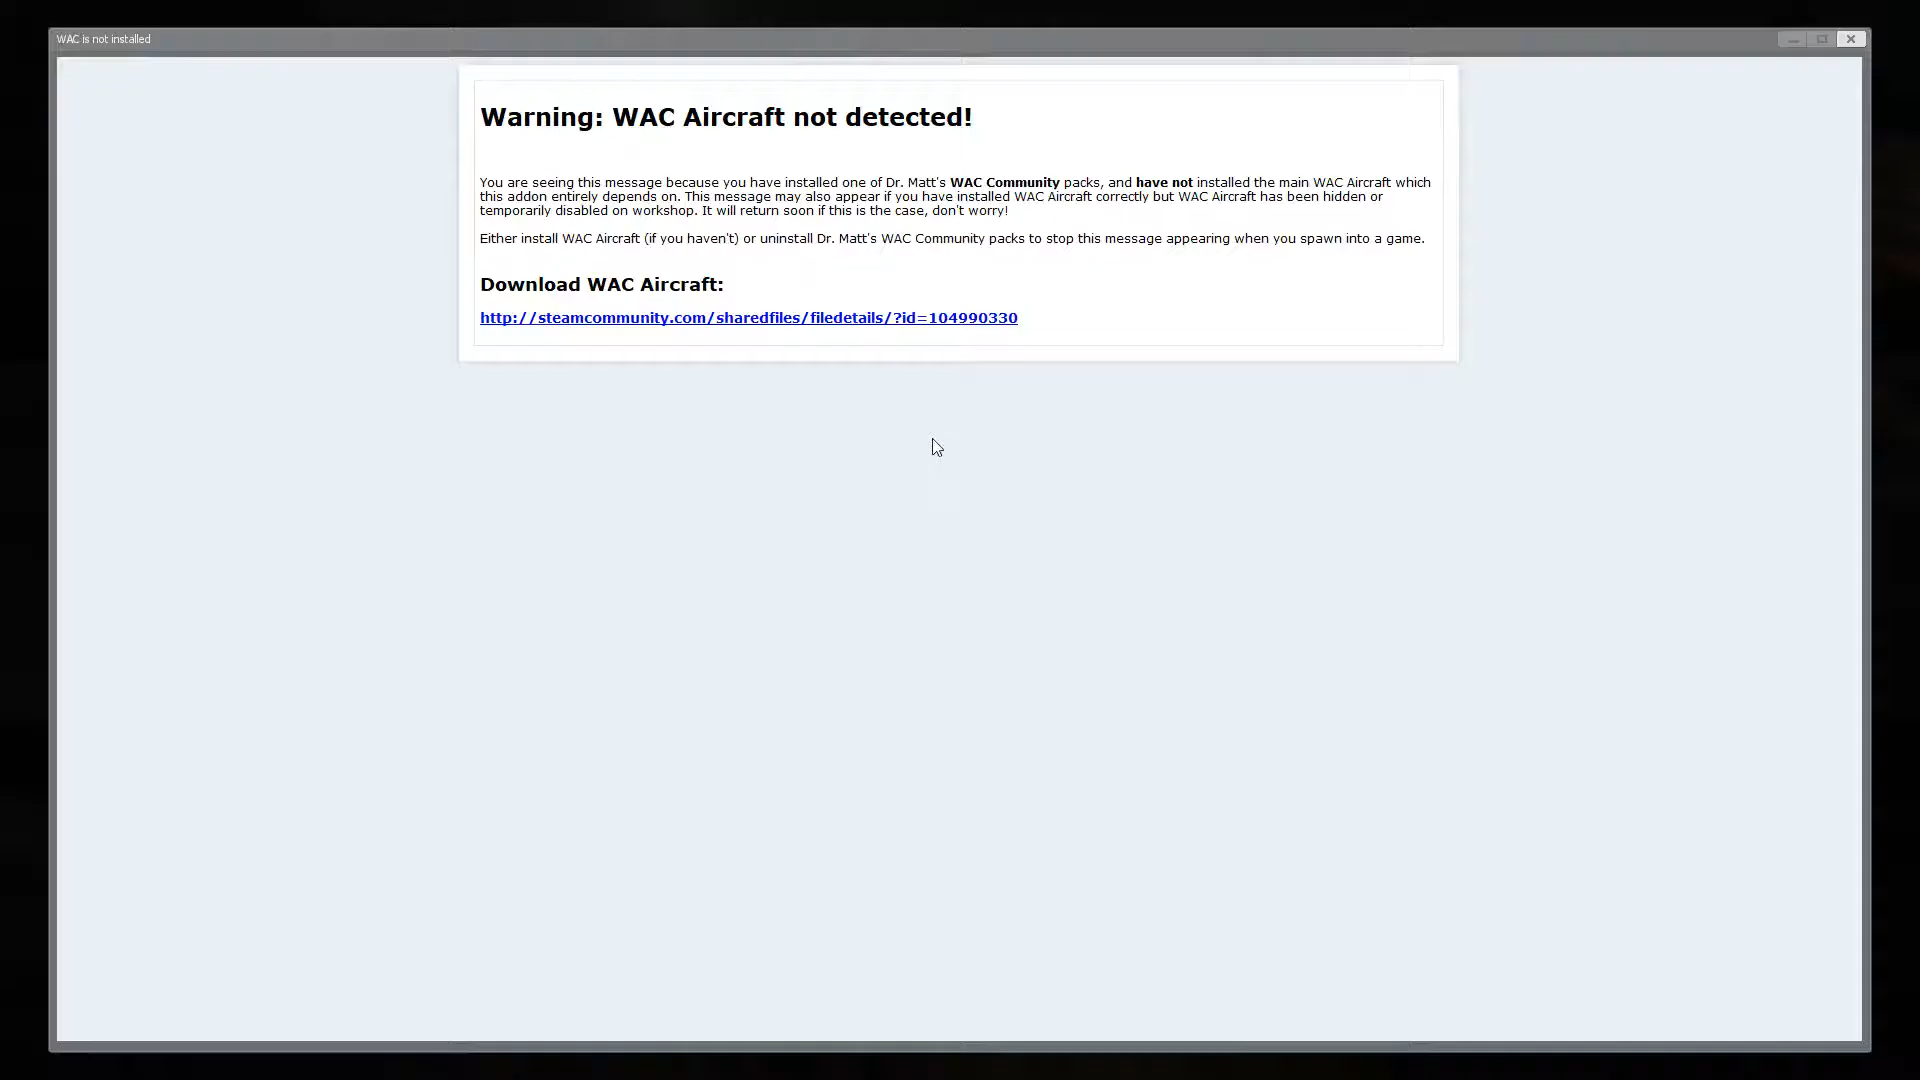 WAC is not installed
Warning: WAC Aircraft not detected!
You are seeing this message because you have installed one of Dr. Matt's WAC Community packs, and have not installed the main WAC Aircraft which
this addon entirely depends on. This message may also appear if you have installed WAC Aircraft correctly but WAC Aircraft has been hidden or
temporarily disabled on workshop. It will return soon if this is the case, don't worry!
Either install WAC Aircraft (if you haven't) or uninstall Dr. Matt's WAC Community packs to stop this message appearing when you spawn into a game.
Download WAC Aircraft:
http://steamcommunity.com/sharedfiles/filedetails/?id=104990330